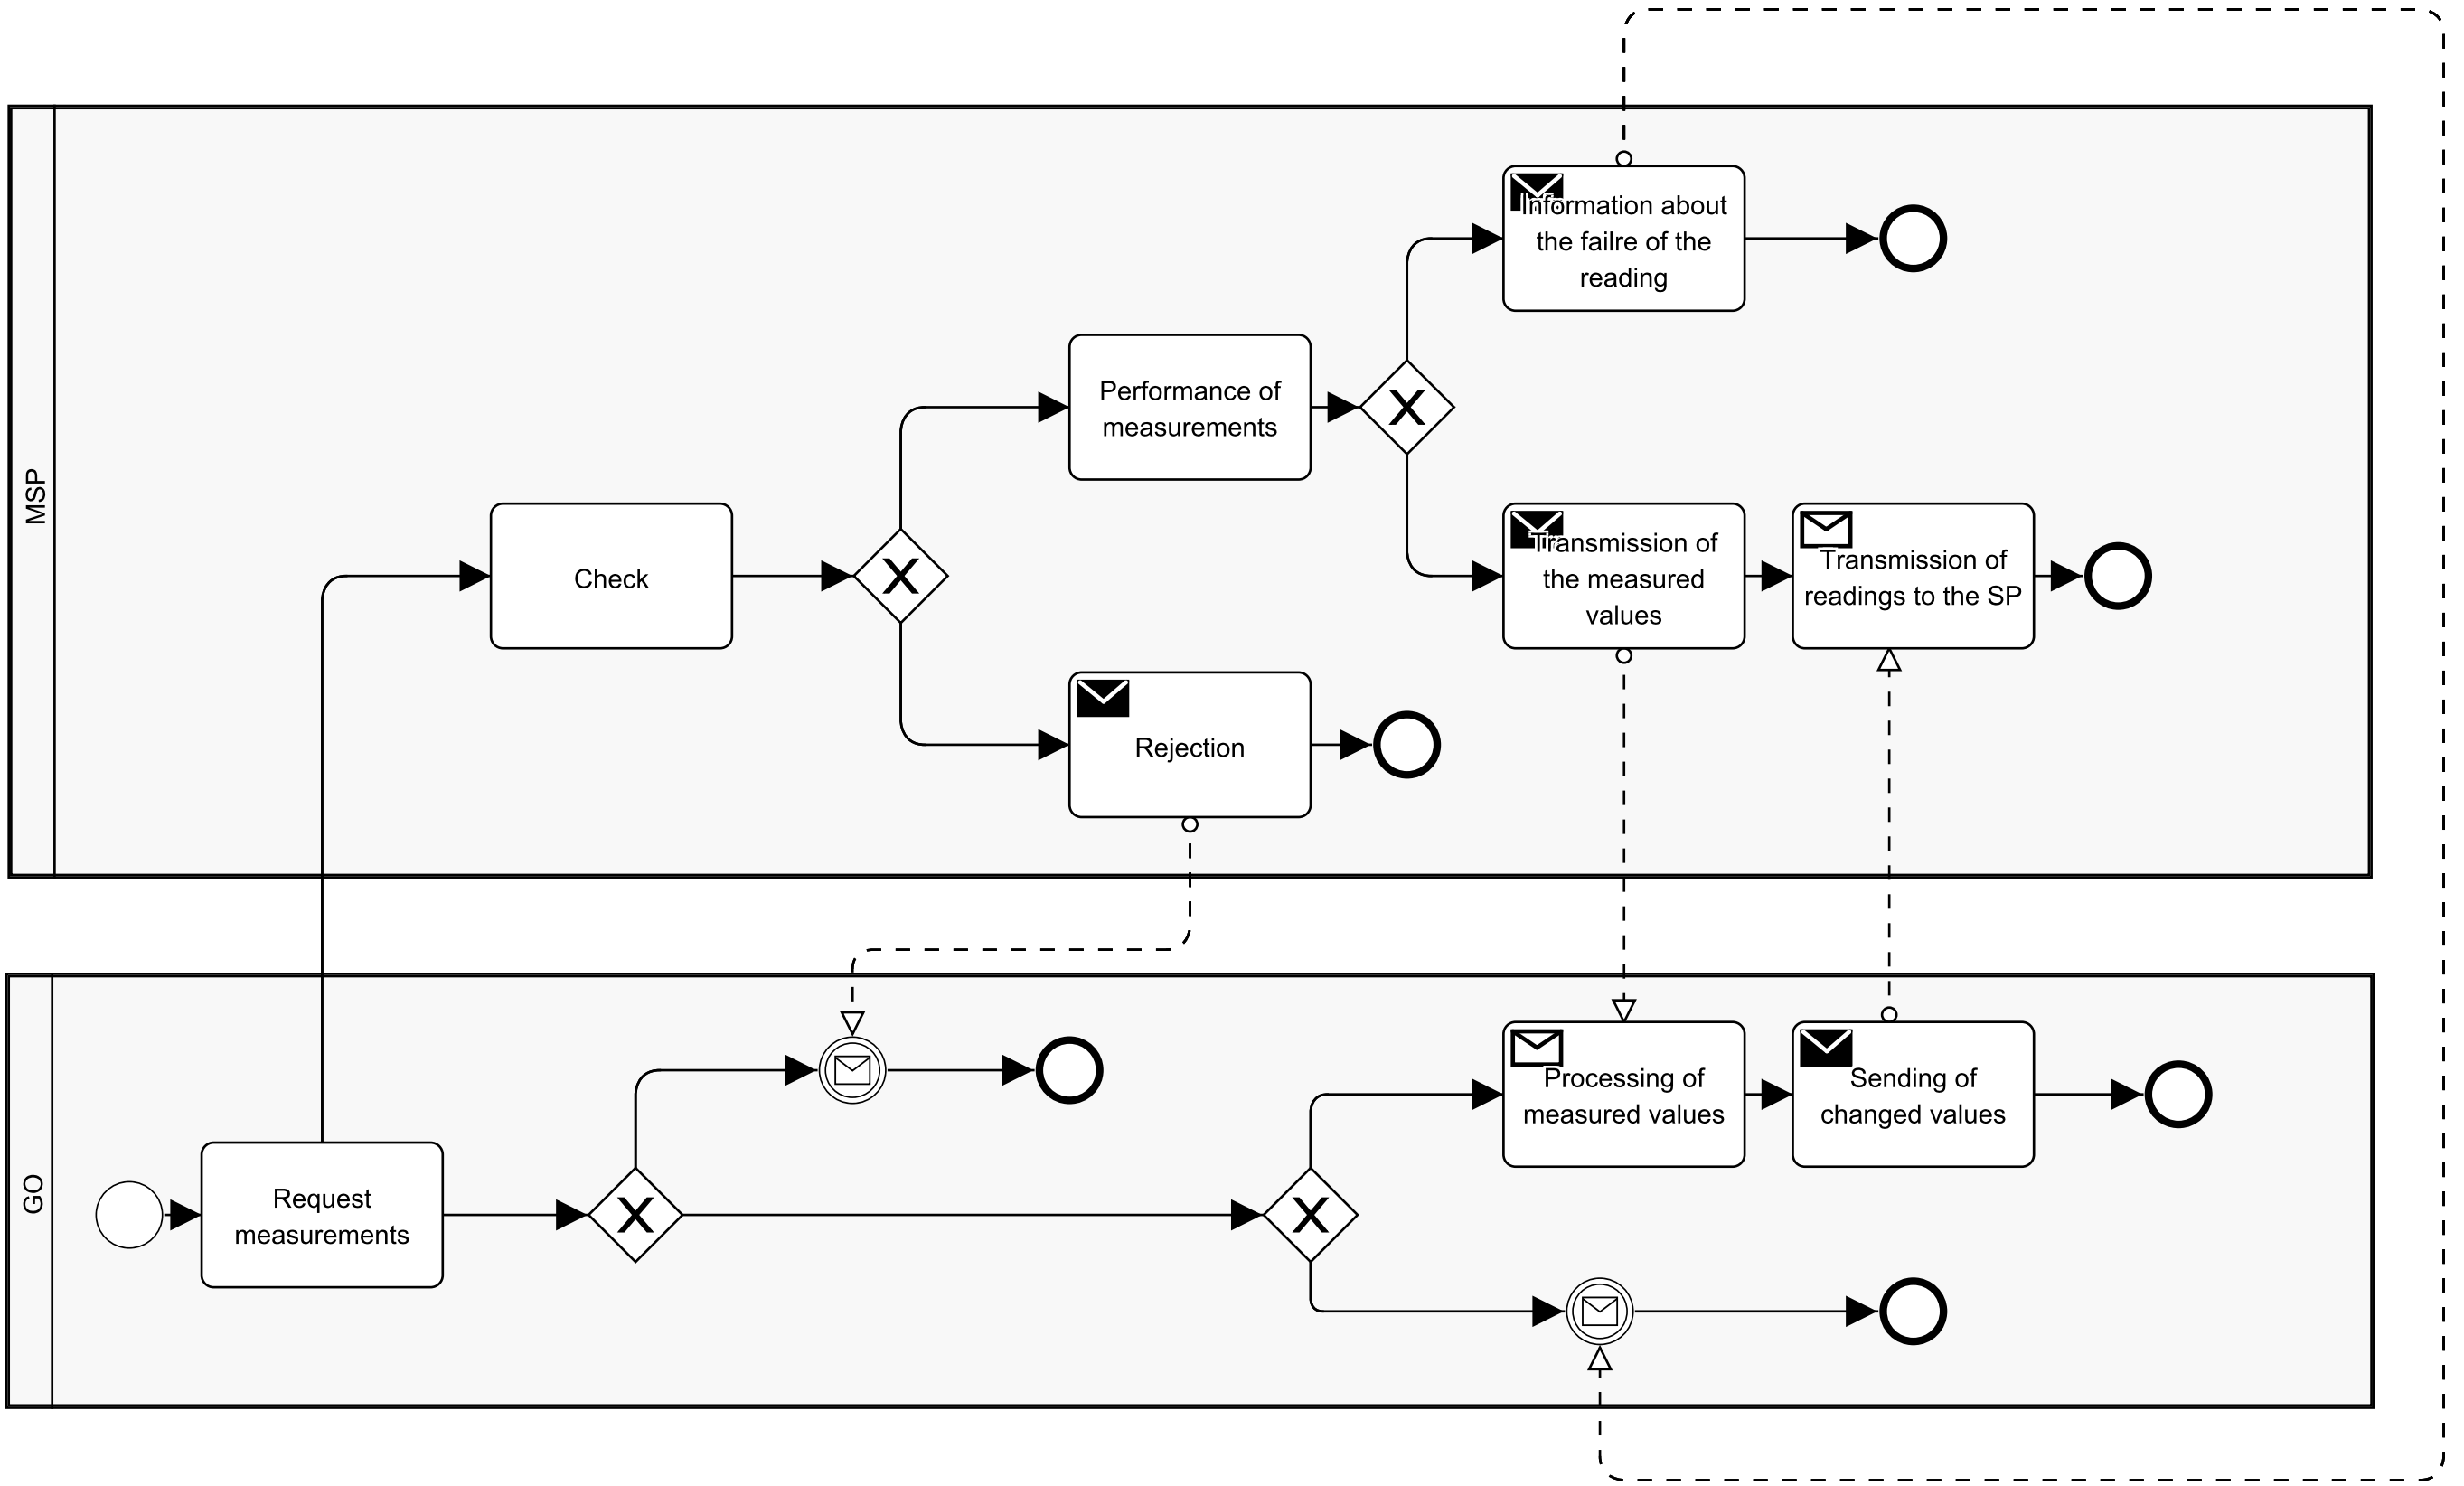 MSP
Information about
the failre of the
reading
Performance of
measurements
Check
Transmission of
the measured
values
Transmission of
readings to the SP
Rejection
GO
Request
measurements
Processing of
measured values
Sending of
changed values